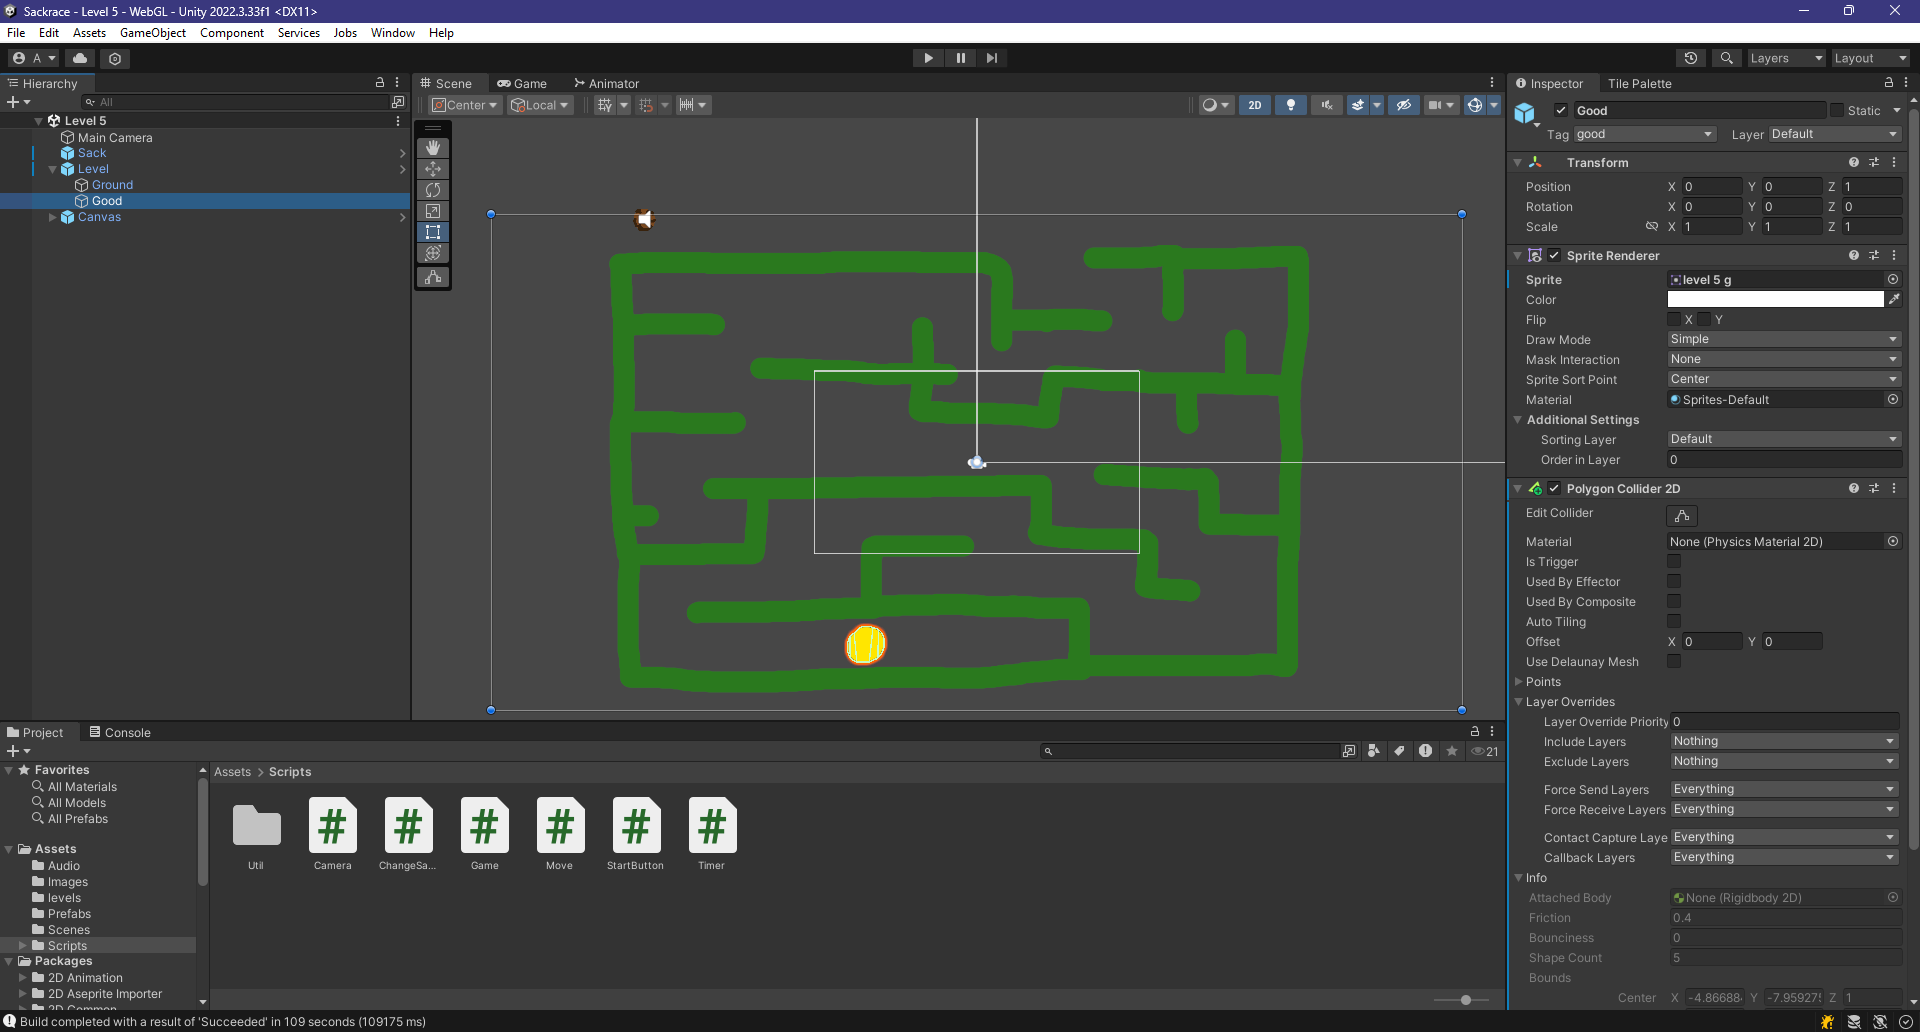 Sackrace - Level 5 - WebGL - Unity 2022.3.33f1 <DX11>
File Edit Assets GameObject Component Services Jobs Window Help
A Layers Layout
Hierarchy
All
Level 5
Main Camera
Sack
Level
Ground
Good
Canvas
Scene Game Animator
Center Local 2D
Inspector Tile Palette
Good Static
Tag good Layer Default
Transform
Position X 0 Y 0 Z 1
Rotation X 0 Y 0 Z 0
Scale X 1 Y 1 Z 1
Sprite Renderer
Sprite level 5 g
Color
Flip X Y
Draw Mode Simple
Mask Interaction None
Sprite Sort Point Center
Material Sprites-Default
Additional Settings
Sorting Layer Default
Order in Layer 0
Polygon Collider 2D
Edit Collider
Material None (Physics Material 2D)
Is Trigger
Used By Effector
Used By Composite
Auto Tiling
Offset X 0 Y 0
Use Delaunay Mesh
Points
Layer Overrides
Layer Override Priority 0
Include Layers Nothing
Exclude Layers Nothing
Force Send Layers Everything
Force Receive Layers Everything
Contact Capture Laye Everything
Callback Layers Everything
Info
Attached Body None (Rigidbody 2D)
Friction 0.4
Bounciness 0
Shape Count 5
Bounds
Center X -4.86688 Y -7.959275 Z 1
Project Console
21
Favorites
All Materials
All Models
All Prefabs
Assets
Audio
Images
levels
Prefabs
Scenes
Scripts
Packages
2D Animation
2D Aseprite Importer
2D Common
Assets > Scripts
Util Camera ChangeSa... Game Move StartButton Timer
Build completed with a result of 'Succeeded' in 109 seconds (109175 ms)